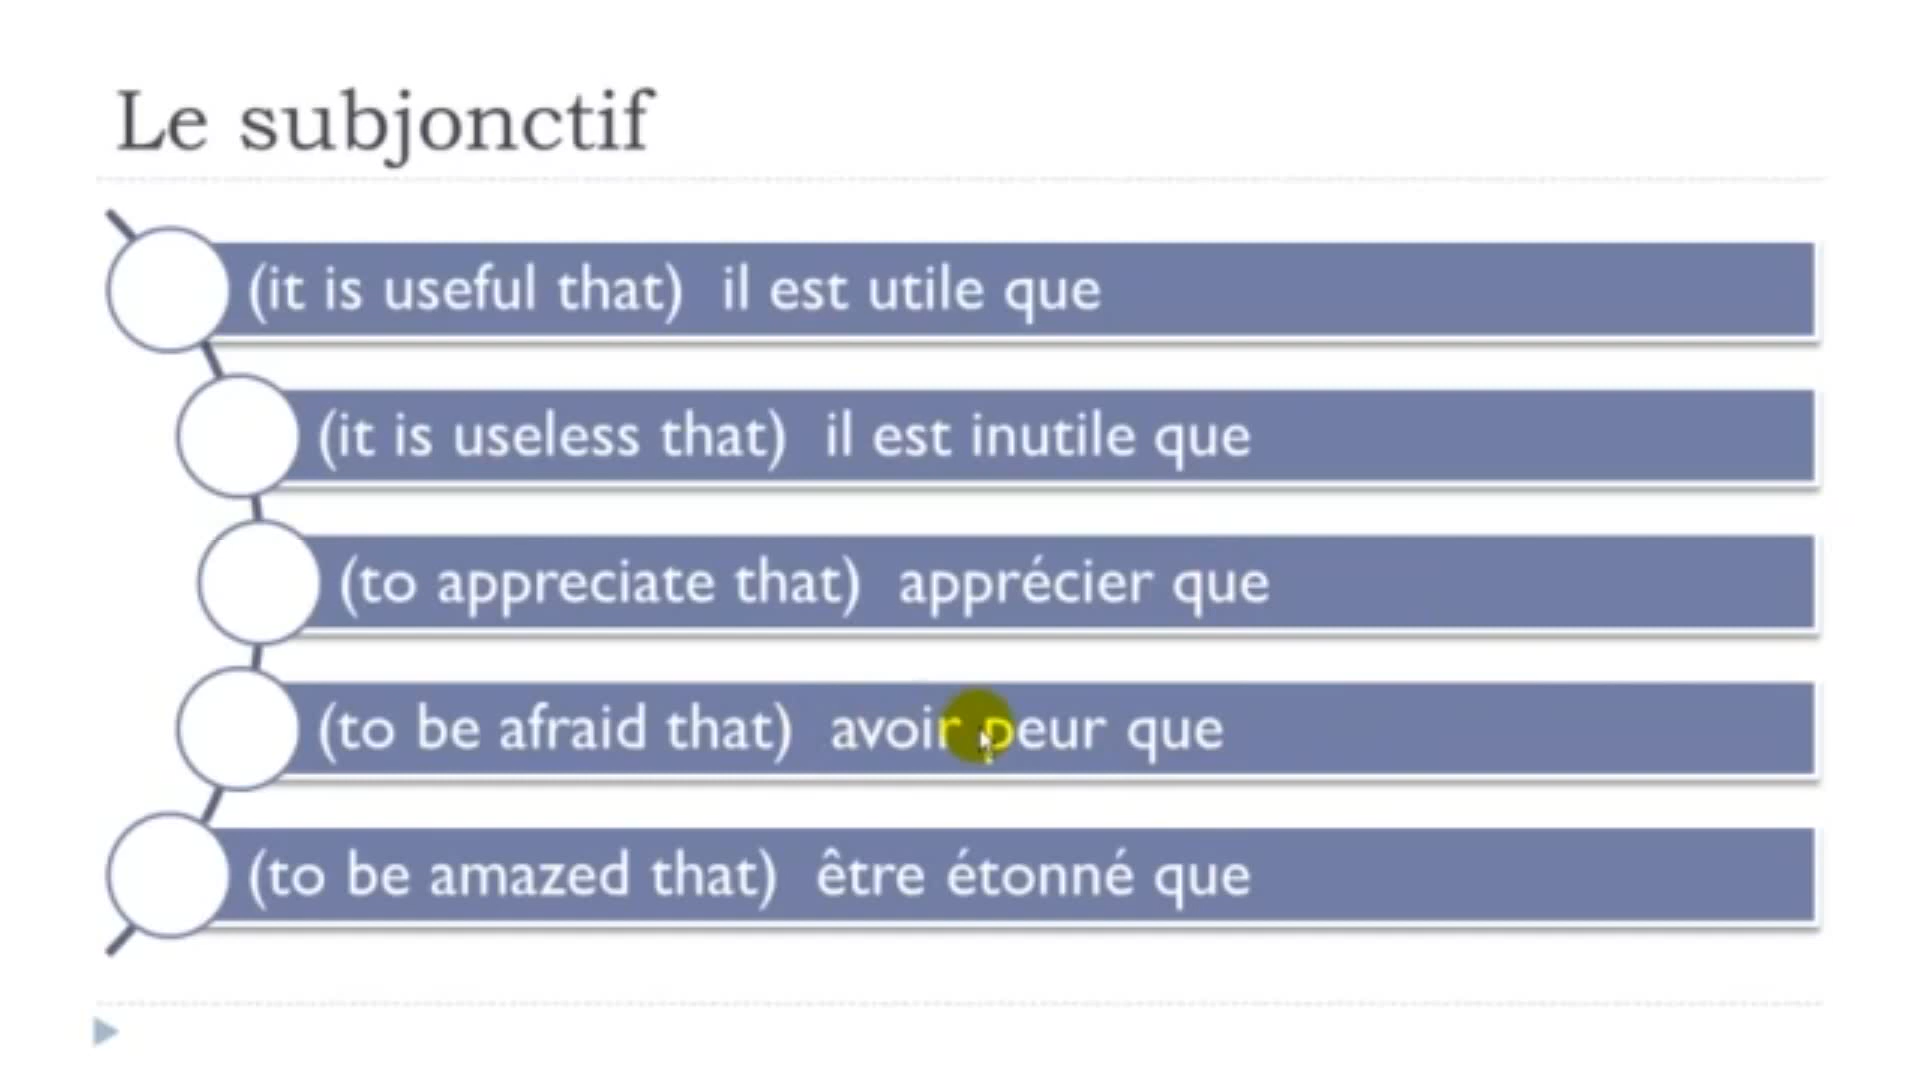 Le subjonctif
(it is useful that) il est utile que
(it is useless that) il est inutile que
(to appreciate that) apprécier que
(to be afraid that) avoir peur que
(to be amazed that) être étonné que